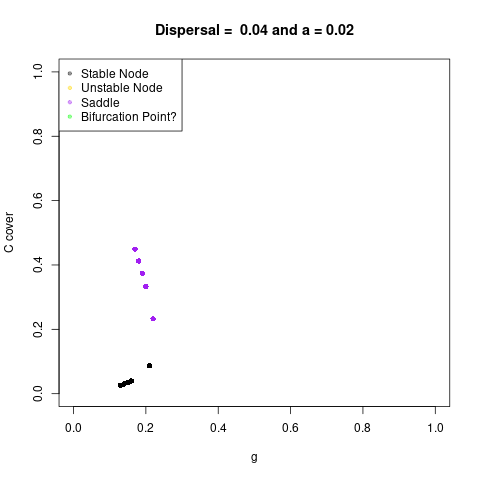 Dispersal =  0.04 and a = 0.02
Stable Node
Unstable Node
Saddle
Bifurcation Point?
C cover
1.0
0.8
0.6
0.4
0.2
0.0
0.0 0.2 0.4 0.6 0.8 1.0
g